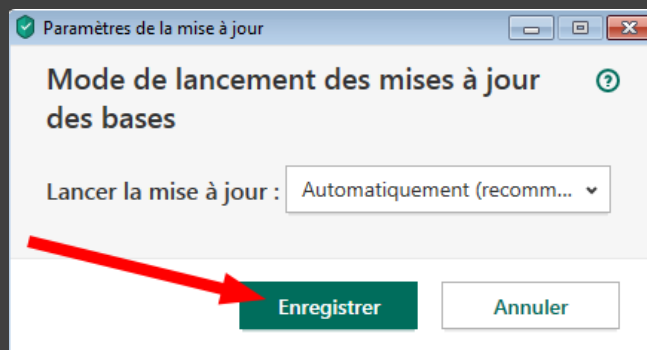 Paramètres de la mise à jour
Mode de lancement des mises à jour
des bases
Lancer la mise à jour :
Automatiquement (recomm...
Enregistrer
Annuler